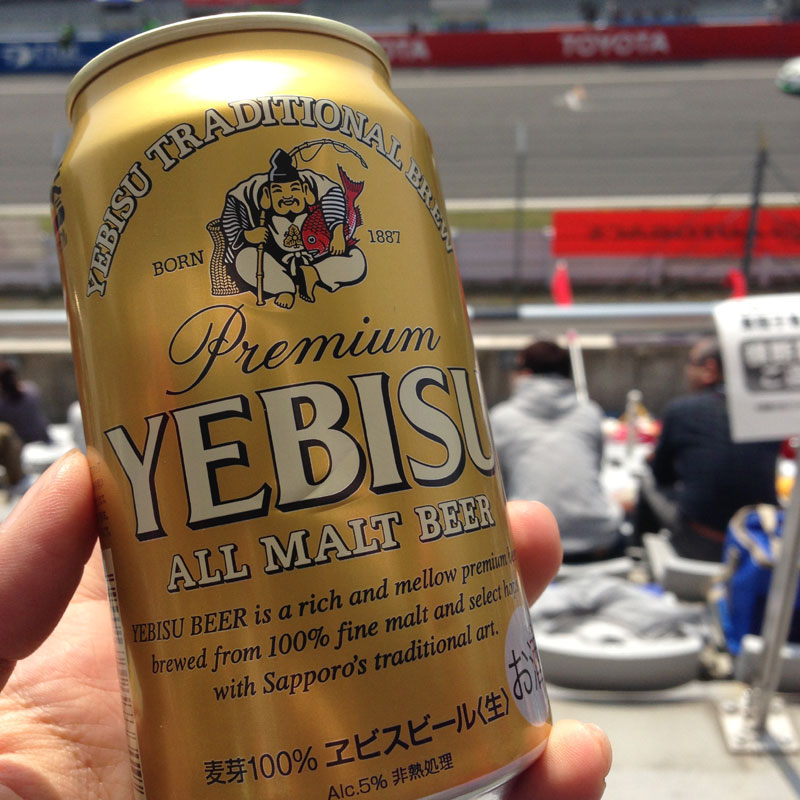 TOYOTA
YEBISU TRADITIONAL BREW
BORN 1887
Premium
YEBISU
ALL MALT BEER
YEBISU BEER is a rich and mellow premium
brewed from 100% fine malt and select
with Sapporo's traditional art.
お酒
麦芽100% ヱビスビール〈生〉
Alc.5% 非熱処理